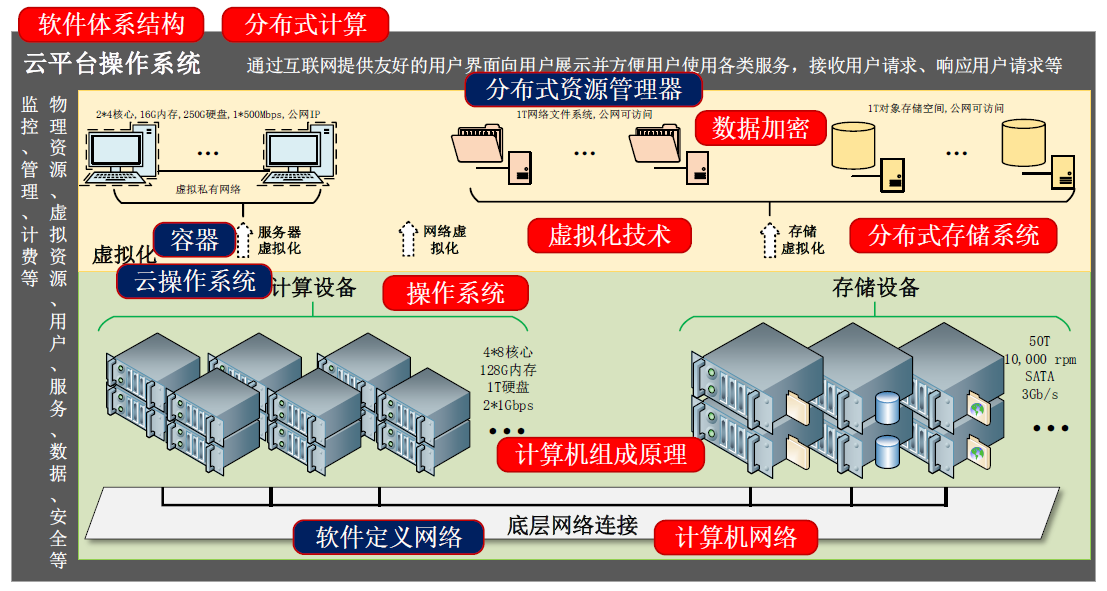 软件体系结构
分布式计算
云平台操作系统
通过互联网提供友好的用户界面向用户展示并方便用户使用各类服务，接收用户请求、响应用户请求等
物理资源、虚拟资源、用户、服务、数据、安全等
监控、管理、计费等
分布式资源管理器
2*4核心,16G内存,250G硬盘,1*500Mbps,公网IP
1T网络文件系统,公网可访问
1T对象存储空间,公网可访问
数据加密
...
...
...
虚拟私有网络
容器
服务器
虚拟化
网络虚
拟化
虚拟化技术
存储
虚拟化
分布式存储系统
虚拟化
云操作系统
计算设备
操作系统
存储设备
4*8核心
128G内存
1T硬盘
2*1Gbps
...
50T
10,000 rpm
SATA
3Gb/s
...
计算机组成原理
软件定义网络
底层网络连接
计算机网络